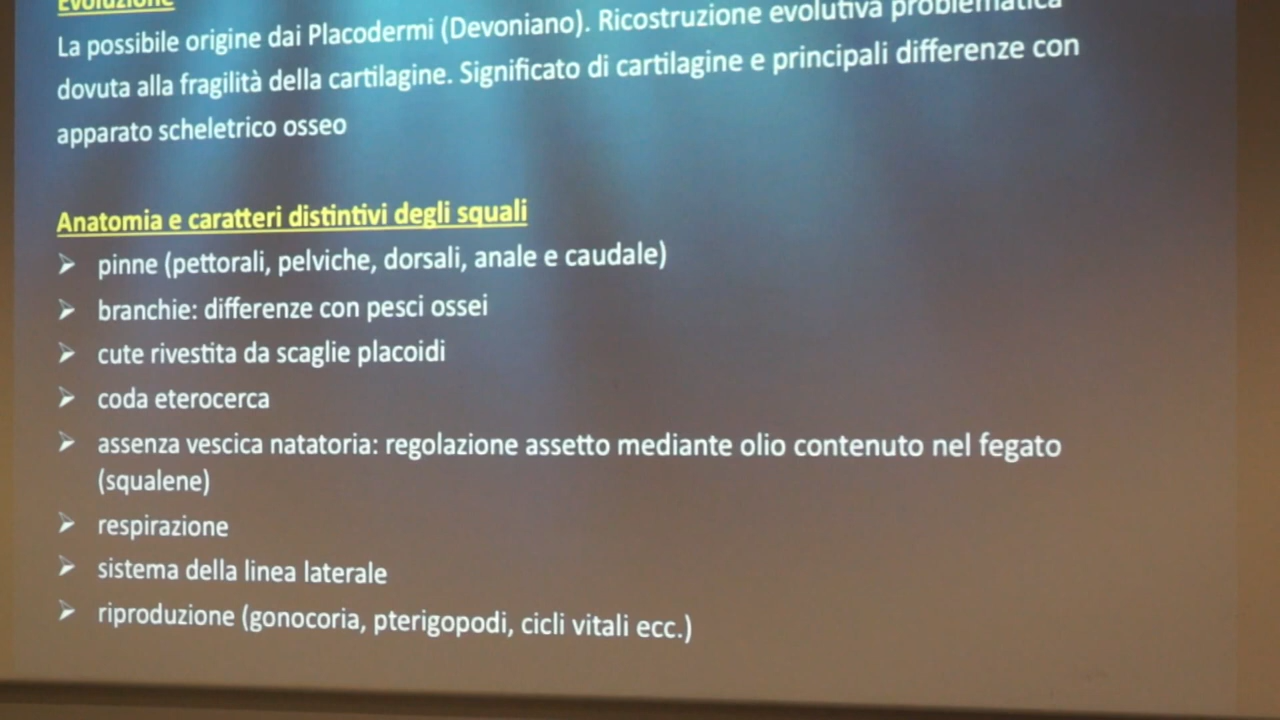 Evoluzione
La possibile origine dai Placodermi (Devoniano). Ricostruzione evolutiva problematica
dovuta alla fragilità della cartilagine. Significato di cartilagine e principali differenze con
apparato scheletrico osseo
Anatomia e caratteri distintivi degli squali
➢ pinne (pettorali, pelviche, dorsali, anale e caudale)
➢ branchie: differenze con pesci ossei
➢ cute rivestita da scaglie placoidi
➢ coda eterocerca
➢ assenza vescica natatoria: regolazione assetto mediante olio contenuto nel fegato
(squalene)
➢ respirazione
➢ sistema della linea laterale
➢ riproduzione (gonocoria, pterigopodi, cicli vitali ecc.)